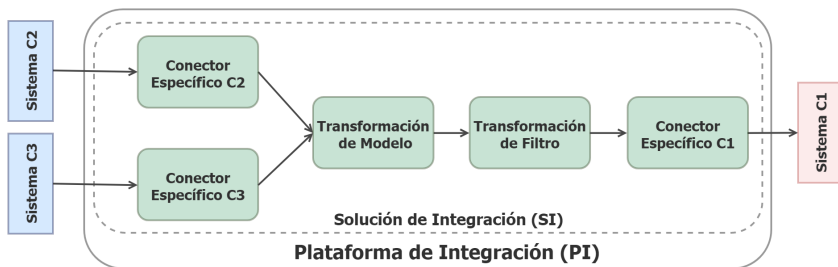 Sistema C2
Sistema C3
Conector
Específico C2
Conector
Específico C3
Transformación
de Modelo
Transformación
de Filtro
Conector
Específico C1
Sistema C1
Solución de Integración (SI)
Plataforma de Integración (PI)